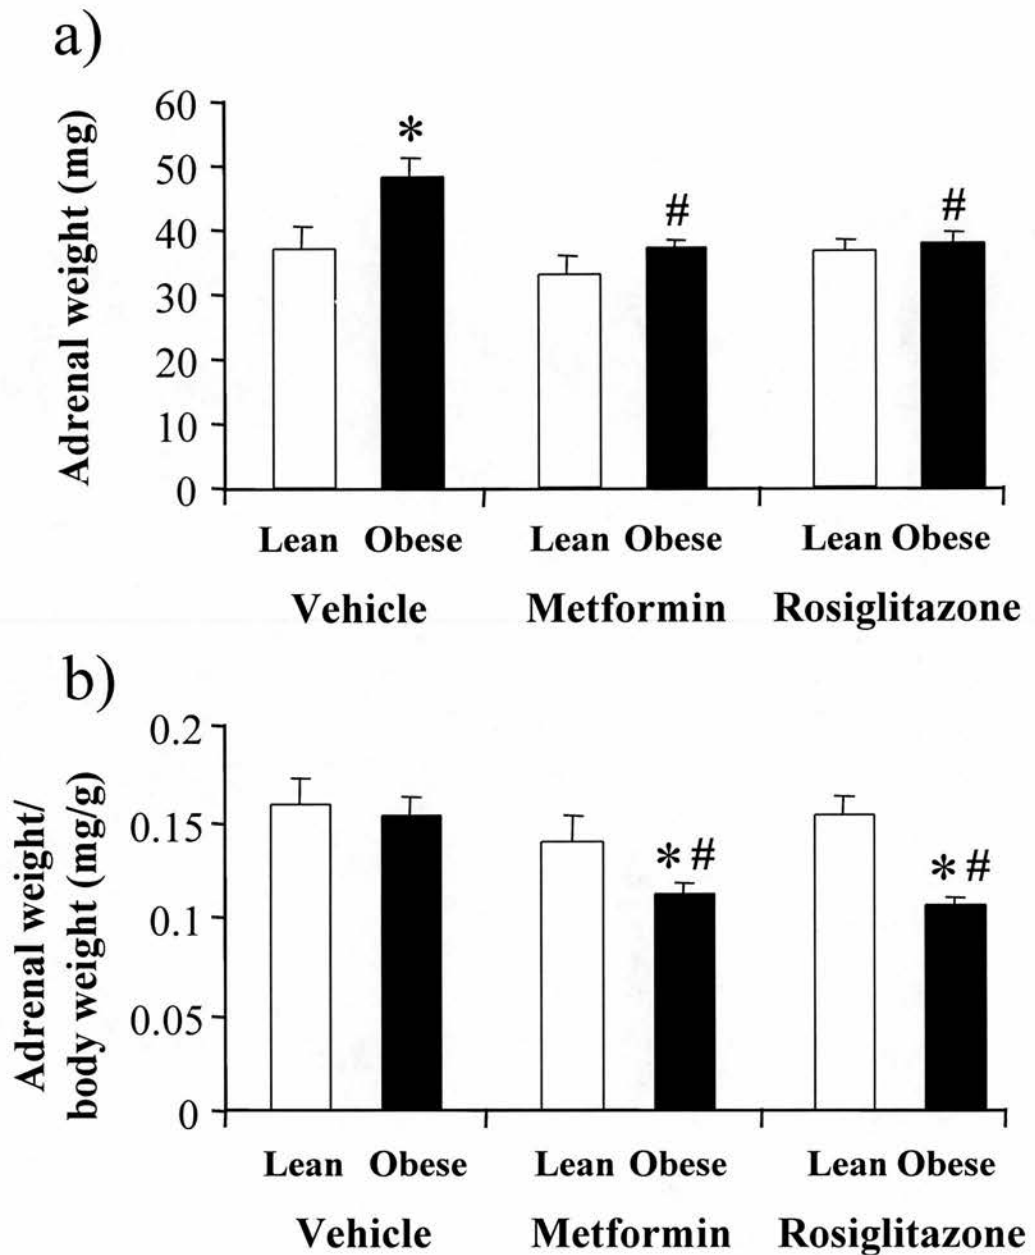 a)
Adrenal weight (mg)
60
50
40
30
20
10
0
*
#
#
Lean Obese Lean Obese Lean Obese
Vehicle Metformin Rosiglitazone
b)
Adrenal weight/
body weight (mg/g)
0.2
0.15
0.1
0.05
0
* #
* #
Lean Obese Lean Obese Lean Obese
Vehicle Metformin Rosiglitazone